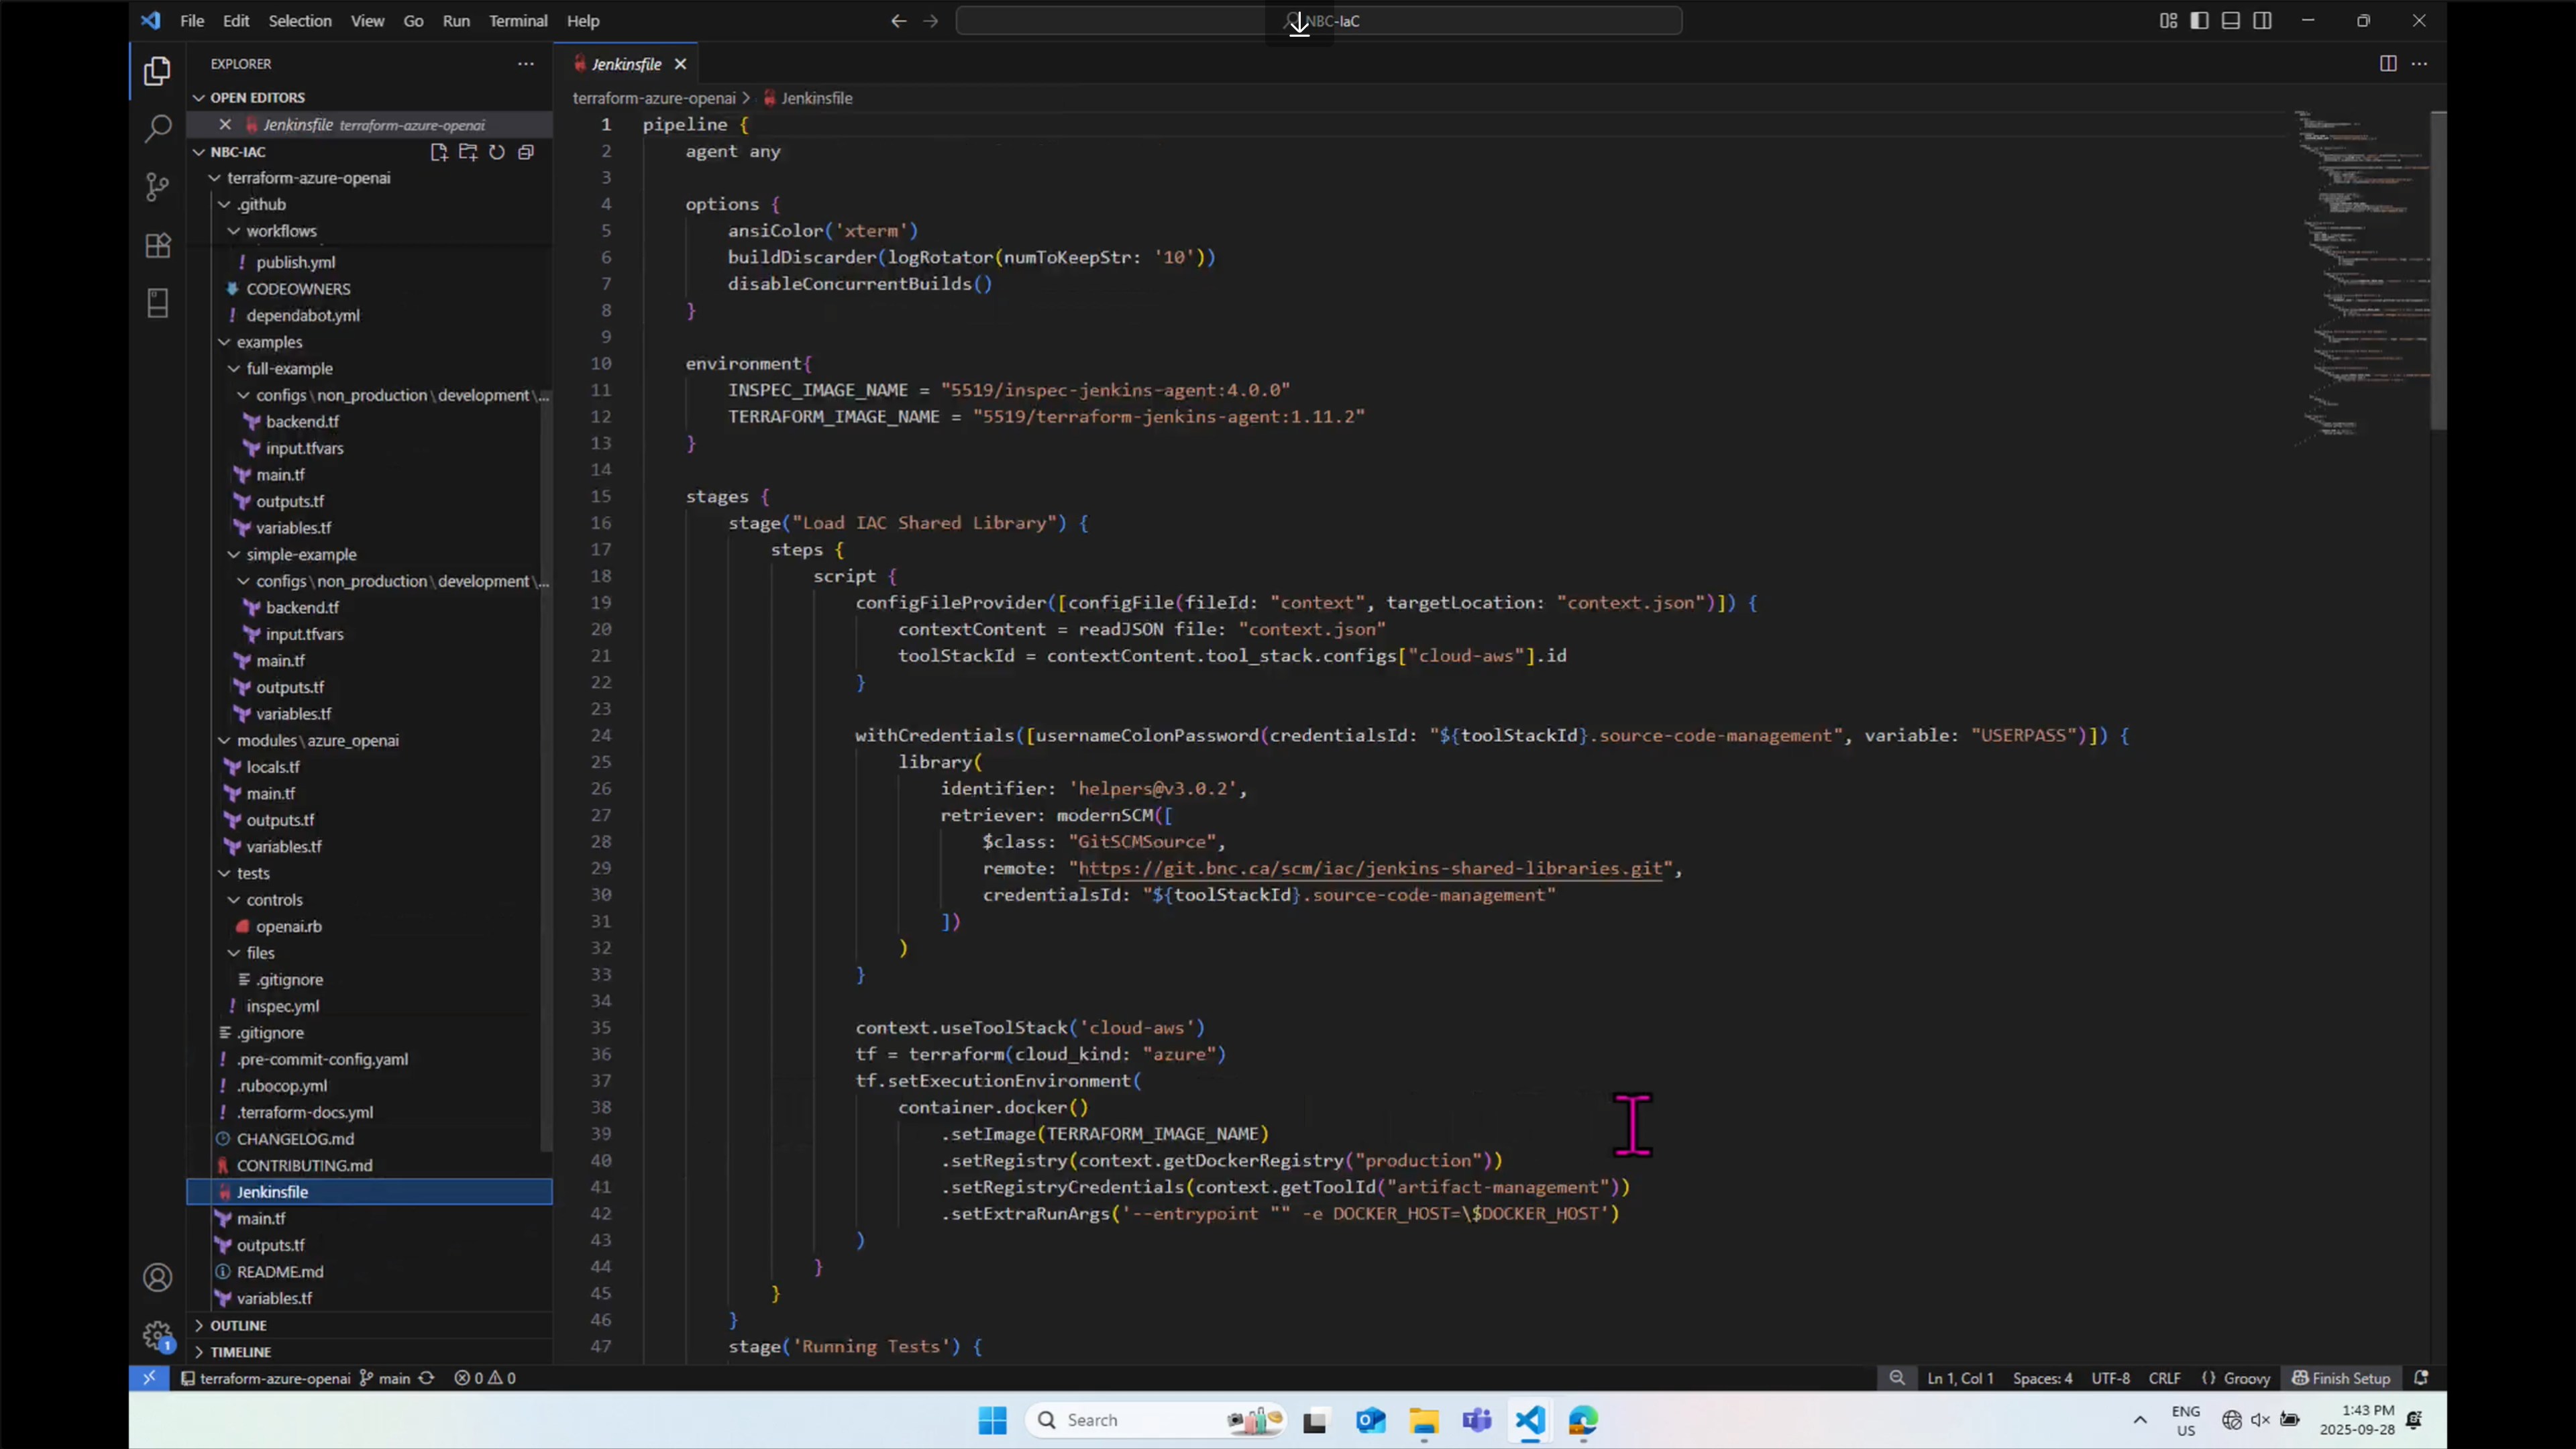 File Edit Selection View Go Run Terminal Help
NBC-IaC
EXPLORER
OPEN EDITORS
Jenkinsfile terraform-azure-openai
NBC-IAC
terraform-azure-openai
.github
workflows
publish.yml
CODEOWNERS
dependabot.yml
examples
full-example
configs\non_production\development\...
backend.tf
input.tfvars
main.tf
outputs.tf
variables.tf
simple-example
configs\non_production\development\...
backend.tf
input.tfvars
main.tf
outputs.tf
variables.tf
modules\azure_openai
locals.tf
main.tf
outputs.tf
variables.tf
tests
controls
openai.rb
files
.gitignore
inspec.yml
.gitignore
.pre-commit-config.yaml
.rubocop.yml
.terraform-docs.yml
CHANGELOG.md
CONTRIBUTING.md
Jenkinsfile
main.tf
outputs.tf
README.md
variables.tf
OUTLINE
TIMELINE
Jenkinsfile
terraform-azure-openai > Jenkinsfile
1 pipeline {
2 agent any
3
4 options {
5 ansiColor('xterm')
6 buildDiscarder(logRotator(numToKeepStr: '10'))
7 disableConcurrentBuilds()
8 }
9
10 environment{
11 INSPEC_IMAGE_NAME = "5519/inspec-jenkins-agent:4.0.0"
12 TERRAFORM_IMAGE_NAME = "5519/terraform-jenkins-agent:1.11.2"
13 }
14
15 stages {
16 stage("Load IAC Shared Library") {
17 steps {
18 script {
19 configFileProvider([configFile(fileId: "context", targetLocation: "context.json")]) {
20 contextContent = readJSON file: "context.json"
21 toolStackId = contextContent.tool_stack.configs["cloud-aws"].id
22 }
23
24 withCredentials([usernameColonPassword(credentialsId: "${toolStackId}.source-code-management", variable: "USERPASS")]) {
25 library(
26 identifier: 'helpers@v3.0.2',
27 retriever: modernSCM([
28 $class: "GitSCMSource",
29 remote: "https://git.bnc.ca/scm/iac/jenkins-shared-libraries.git",
30 credentialsId: "${toolStackId}.source-code-management"
31 ])
32 )
33 }
34
35 context.useToolStack('cloud-aws')
36 tf = terraform(cloud_kind: "azure")
37 tf.setExecutionEnvironment(
38 container.docker()
39 .setImage(TERRAFORM_IMAGE_NAME)
40 .setRegistry(context.getDockerRegistry("production"))
41 .setRegistryCredentials(context.getToolId("artifact-management"))
42 .setExtraRunArgs('--entrypoint "" -e DOCKER_HOST=\$DOCKER_HOST')
43 )
44 }
45 }
46 }
47 stage('Running Tests') {
1
terraform-azure-openai main 0 0
Ln 1, Col 1 Spaces: 4 UTF-8 CRLF {} Groovy Finish Setup
Search
ENG
US
1:43 PM
2025-09-28